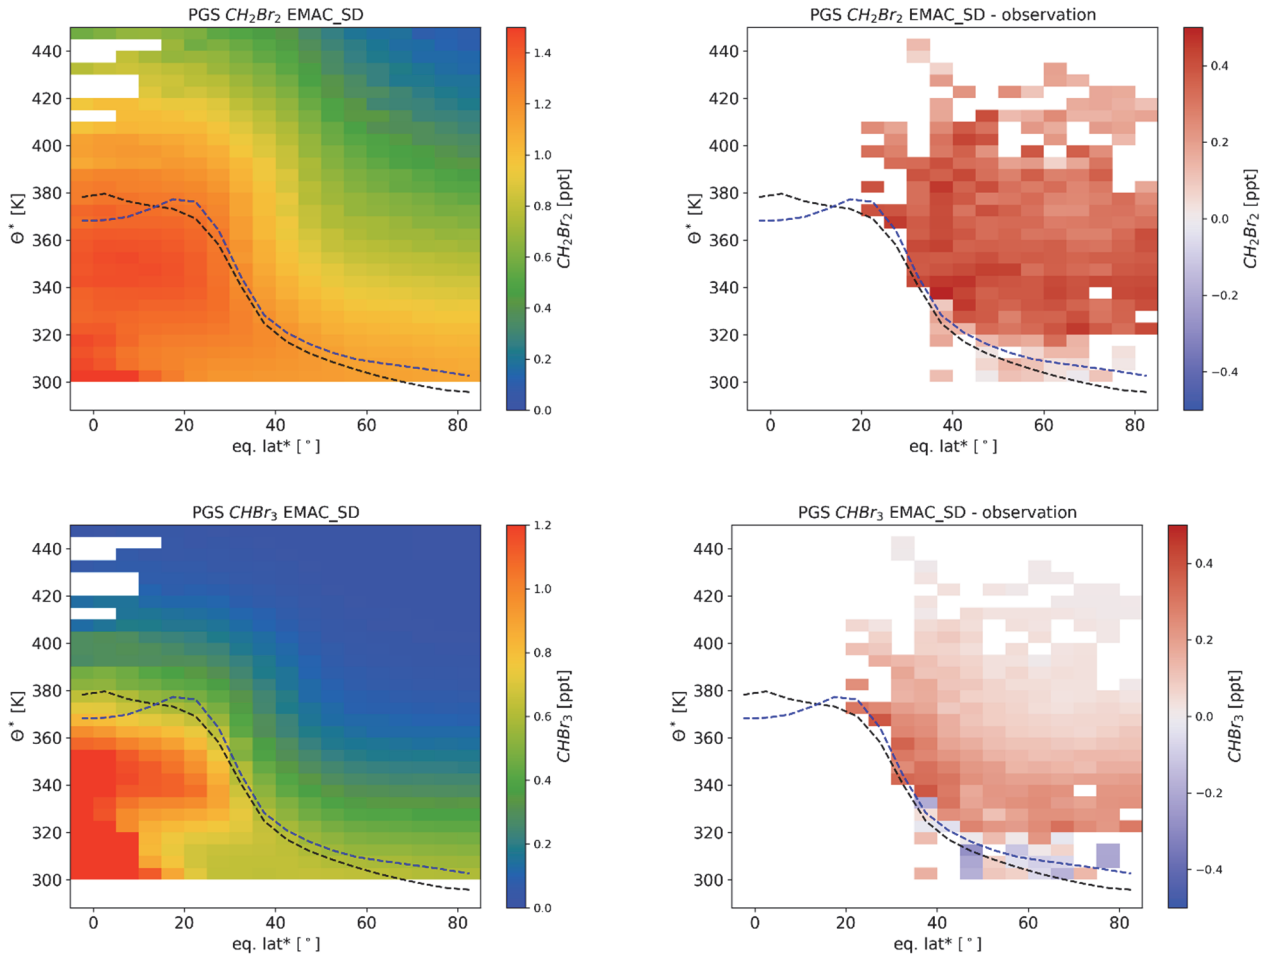 PGS CH₂Br₂ EMAC_SD
440
420
400
380
360
340
320
300
Θ* [K]
0 20 40 60 80
eq. lat* [°]
1.4
1.2
1.0
0.8
0.6
0.4
0.2
0.0
CH₂Br₂ [ppt]
PGS CH₂Br₂ EMAC_SD - observation
440
420
400
380
360
340
320
300
Θ* [K]
0 20 40 60 80
eq. lat* [°]
0.4
0.2
0.0
−0.2
−0.4
CH₂Br₂ [ppt]
PGS CHBr₃ EMAC_SD
440
420
400
380
360
340
320
300
Θ* [K]
0 20 40 60 80
eq. lat* [°]
1.2
1.0
0.8
0.6
0.4
0.2
0.0
CHBr₃ [ppt]
PGS CHBr₃ EMAC_SD - observation
440
420
400
380
360
340
320
300
Θ* [K]
0 20 40 60 80
eq. lat* [°]
0.4
0.2
0.0
−0.2
−0.4
CHBr₃ [ppt]